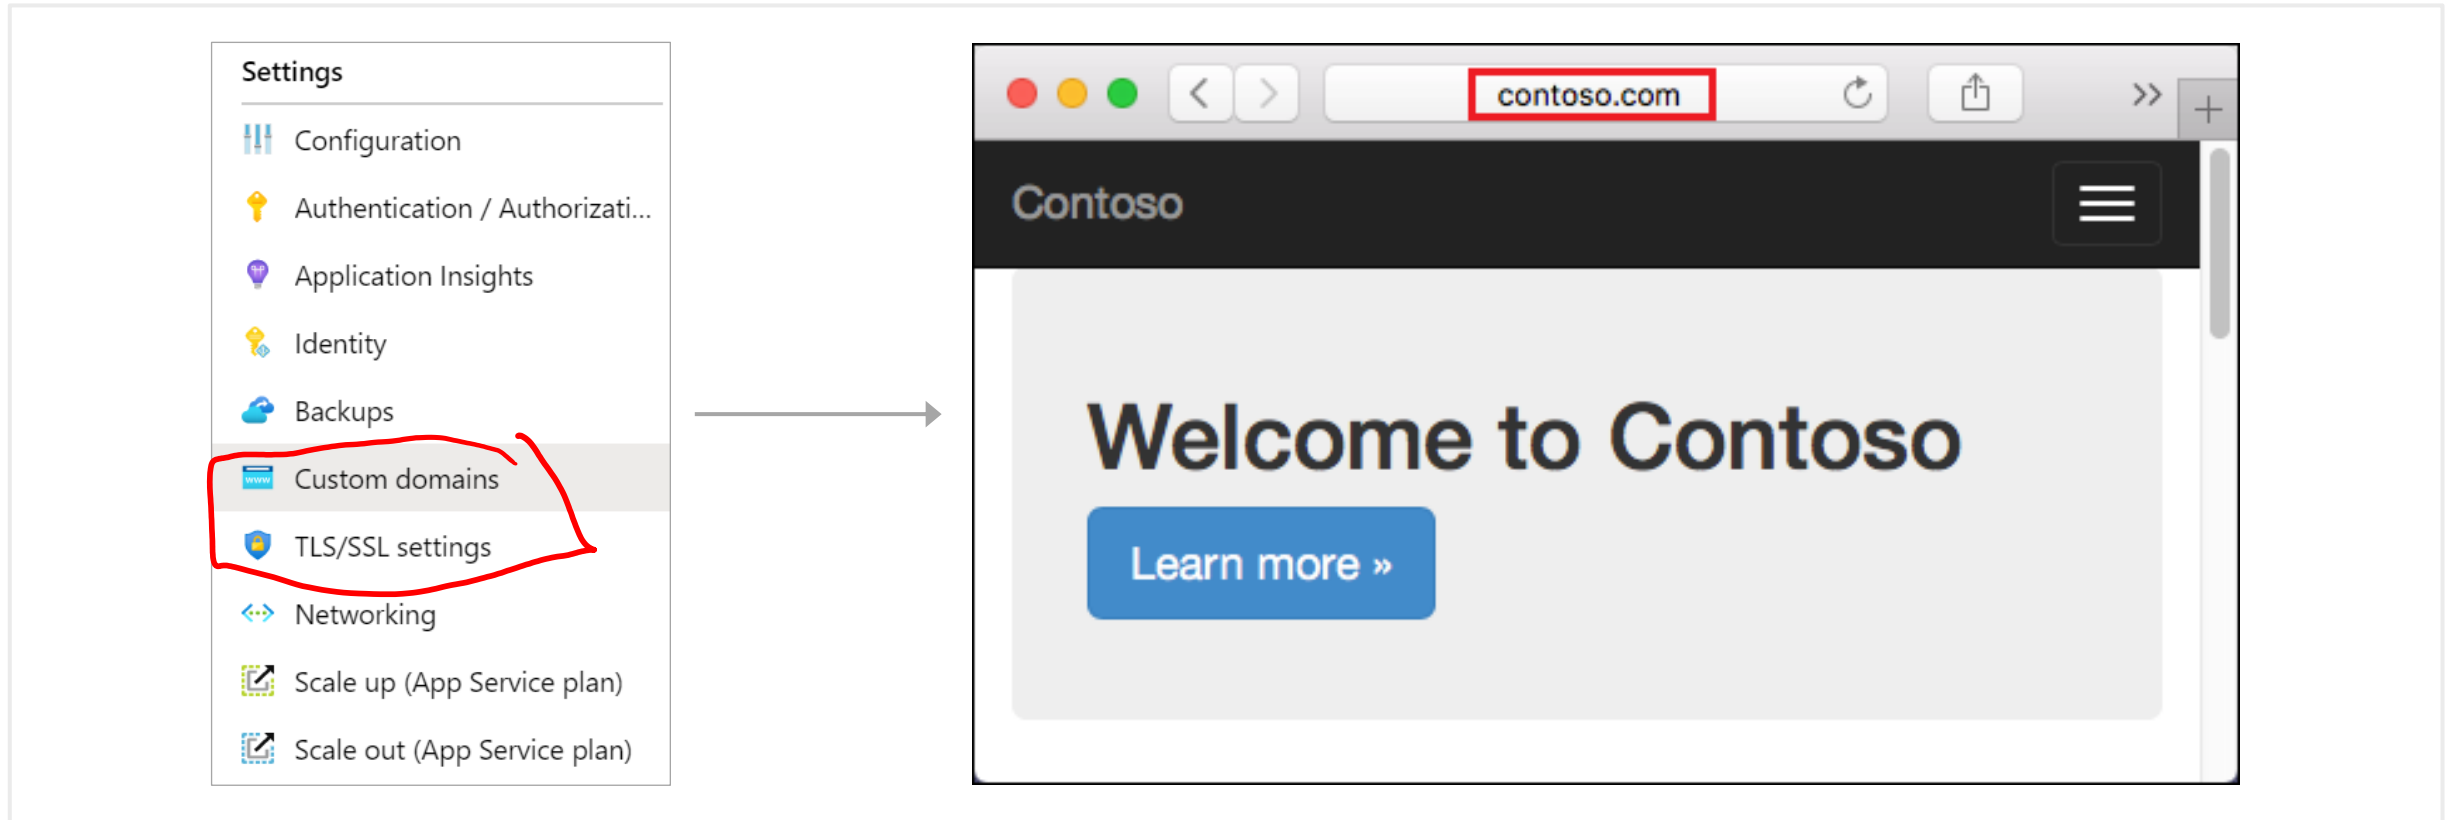 Settings
Configuration
Authentication / Authorizati...
Application Insights
Identity
Backups
www
Custom domains
TLS/SSL settings
Networking
Scale up (App Service plan)
Scale out (App Service plan)
contoso.com
Contoso
Welcome to Contoso
Learn more »